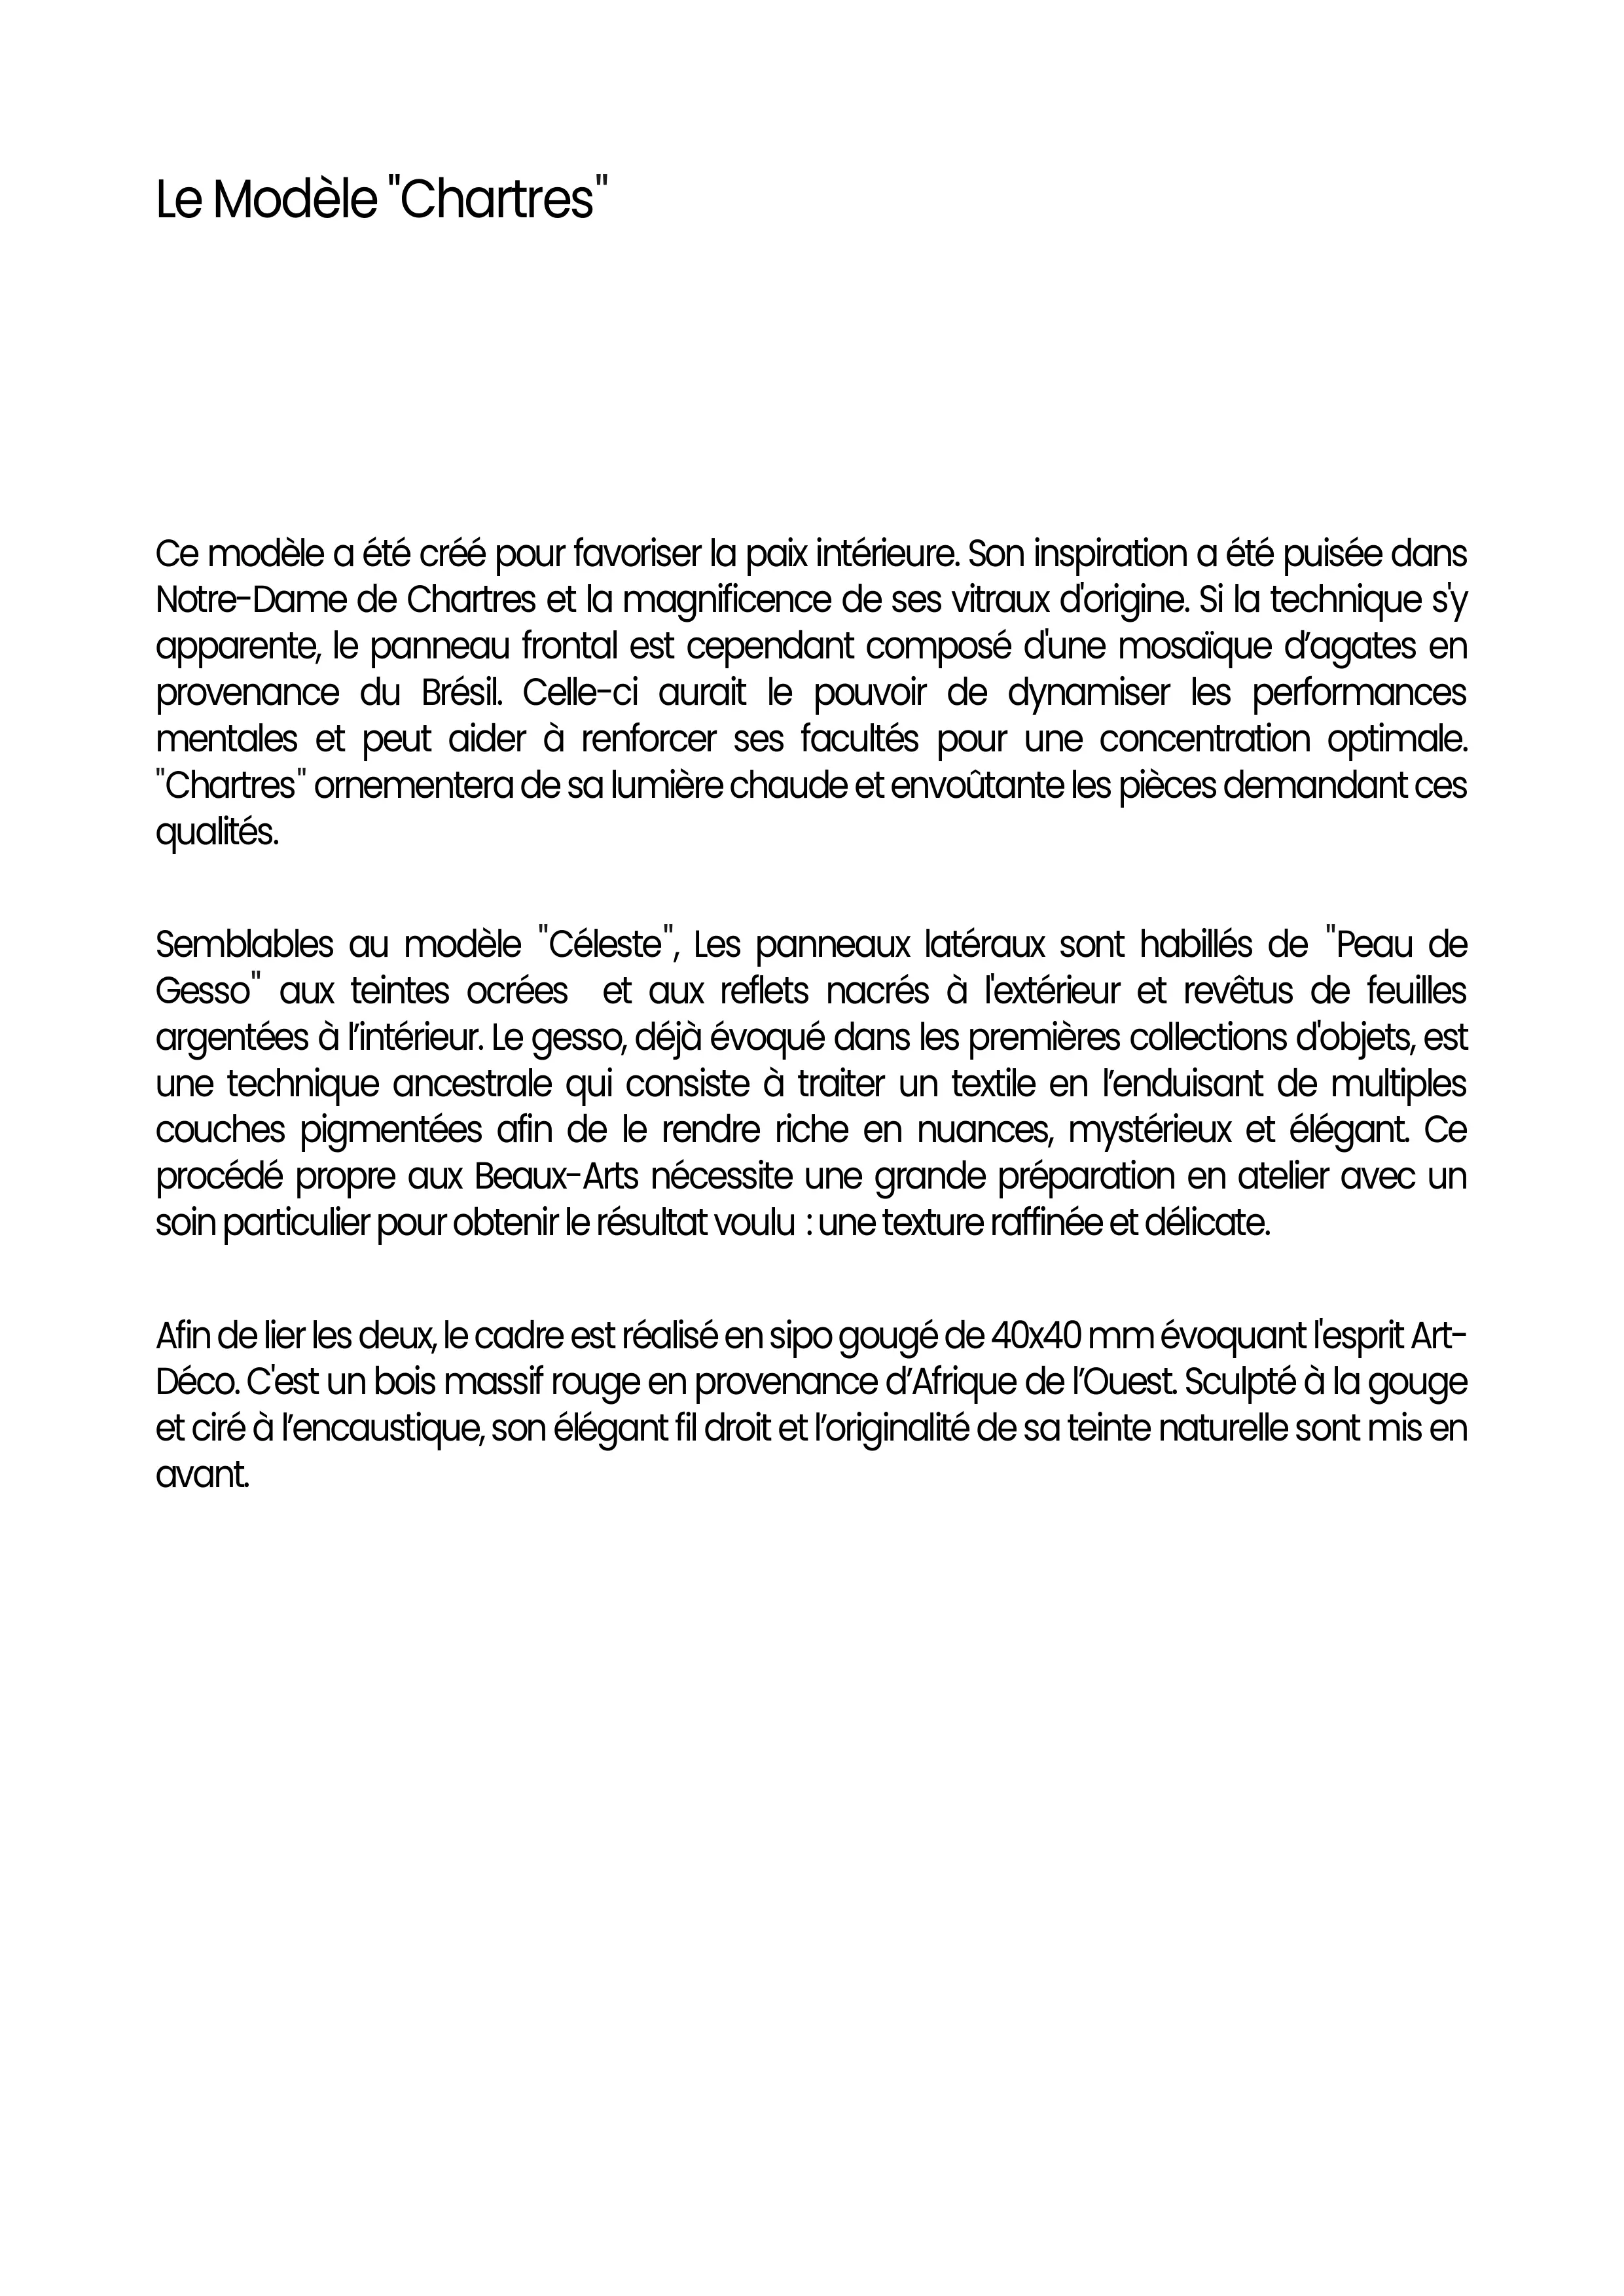 Le Modèle "Chartres"
Ce modèle a été créé pour favoriser la paix intérieure. Son inspiration a été puisée dans
Notre-Dame de Chartres et la magnificence de ses vitraux d'origine. Si la technique s'y
apparente, le panneau frontal est cependant composé d'une mosaïque d’agates en
provenance du Brésil. Celle-ci aurait le pouvoir de dynamiser les performances
mentales et peut aider à renforcer ses facultés pour une concentration optimale.
"Chartres" ornementera de sa lumière chaude et envoûtante les pièces demandant ces
qualités.
Semblables au modèle "Céleste", Les panneaux latéraux sont habillés de "Peau de
Gesso" aux teintes ocrées  et aux reflets nacrés à l'extérieur et revêtus de feuilles
argentées à l’intérieur. Le gesso, déjà évoqué dans les premières collections d'objets, est
une technique ancestrale qui consiste à traiter un textile en l’enduisant de multiples
couches pigmentées afin de le rendre riche en nuances, mystérieux et élégant. Ce
procédé propre aux Beaux-Arts nécessite une grande préparation en atelier avec un
soin particulier pour obtenir le résultat voulu : une texture raffinée et délicate.
Afin de lier les deux, le cadre est réalisé en sipo gougé de 40x40 mm évoquant l'esprit Art-
Déco. C'est un bois massif rouge en provenance d’Afrique de l’Ouest. Sculpté à la gouge
et ciré à l’encaustique, son élégant fil droit et l’originalité de sa teinte naturelle sont mis en
avant.